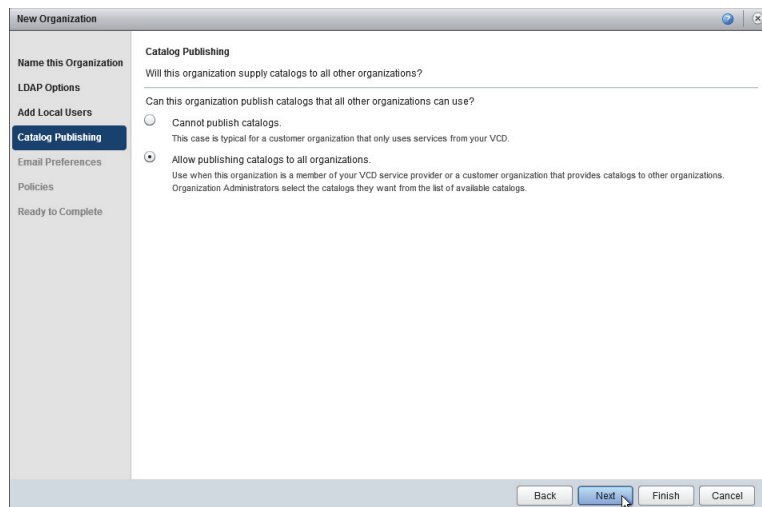 New Organization
Name this Organization
LDAP Options
Add Local Users
Catalog Publishing
Email Preferences
Policies
Ready to Complete
Catalog Publishing
Will this organization supply catalogs to all other organizations?
Can this organization publish catalogs that all other organizations can use?
Cannot publish catalogs.
This case is typical for a customer organization that only uses services from your VCD.
Allow publishing catalogs to all organizations.
Use when this organization is a member of your VCD service provider or a customer organization that provides catalogs to other organizations.
Organization Administrators select the catalogs they want from the list of available catalogs.
Back Next Finish Cancel